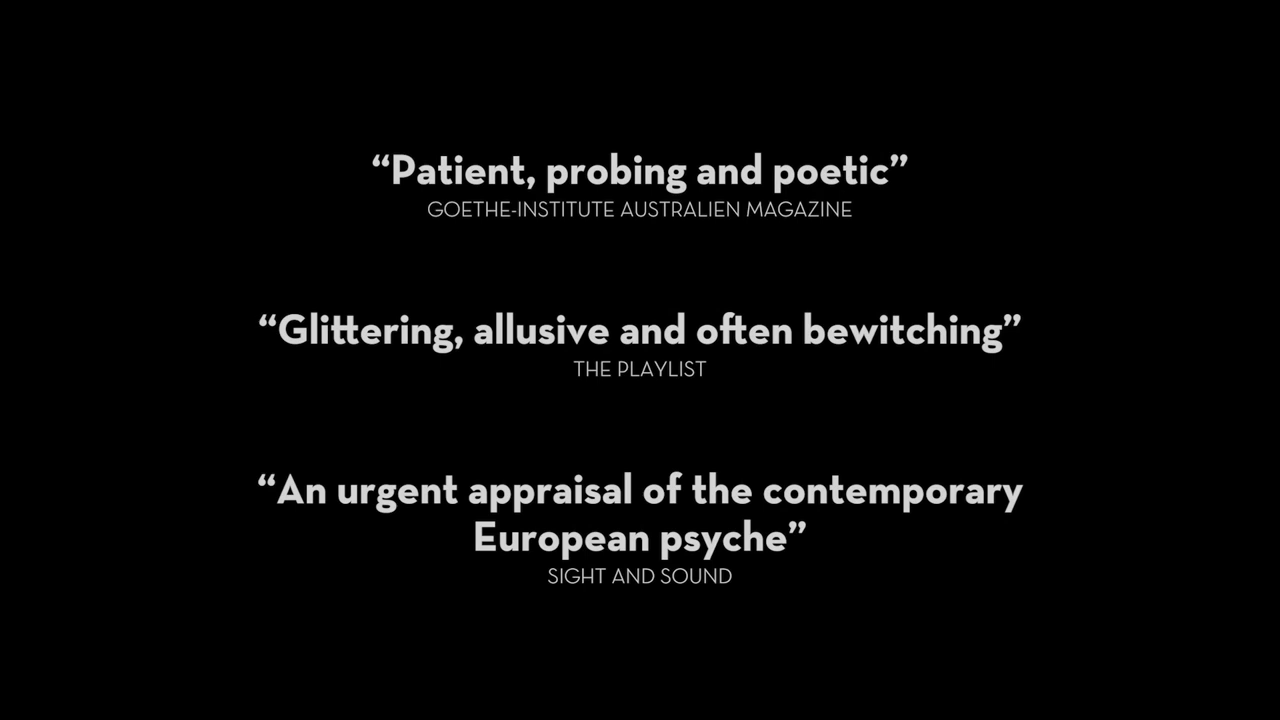 “Patient, probing and poetic”
GOETHE-INSTITUTE AUSTRALIEN MAGAZINE
“Glittering, allusive and often bewitching”
THE PLAYLIST
“An urgent appraisal of the contemporary
European psyche”
SIGHT AND SOUND